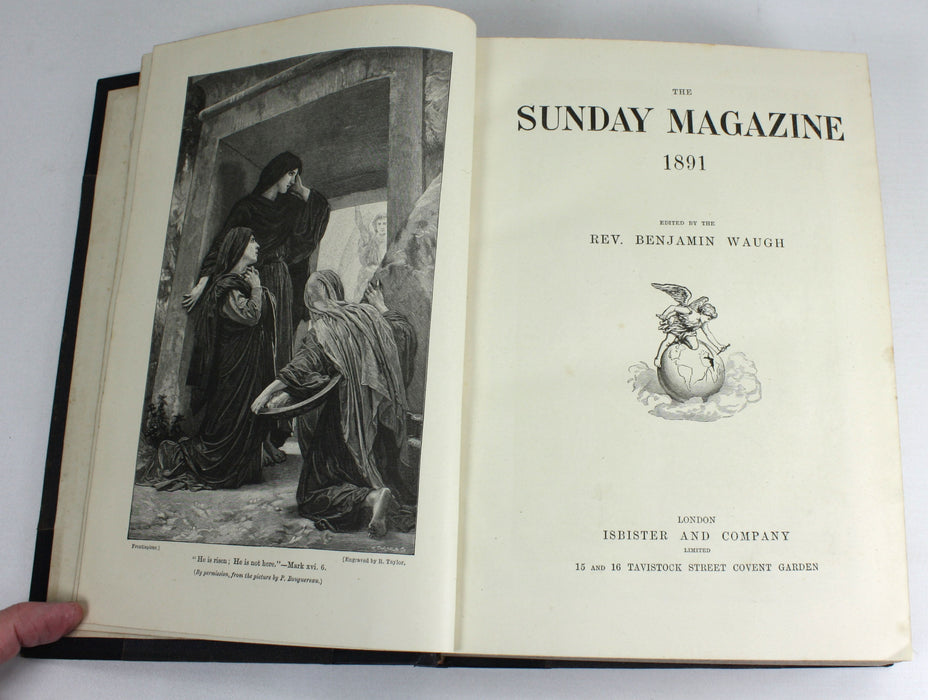 Frontispiece.]
[Engraved by R. Taylor.
"He is risen; He is not here."—Mark xvi. 6.
(By permission, from the picture by P. Bouguereau.)
THE
SUNDAY MAGAZINE
1891
EDITED BY THE
REV. BENJAMIN WAUGH
LONDON
ISBISTER AND COMPANY
LIMITED
15 AND 16 TAVISTOCK STREET COVENT GARDEN